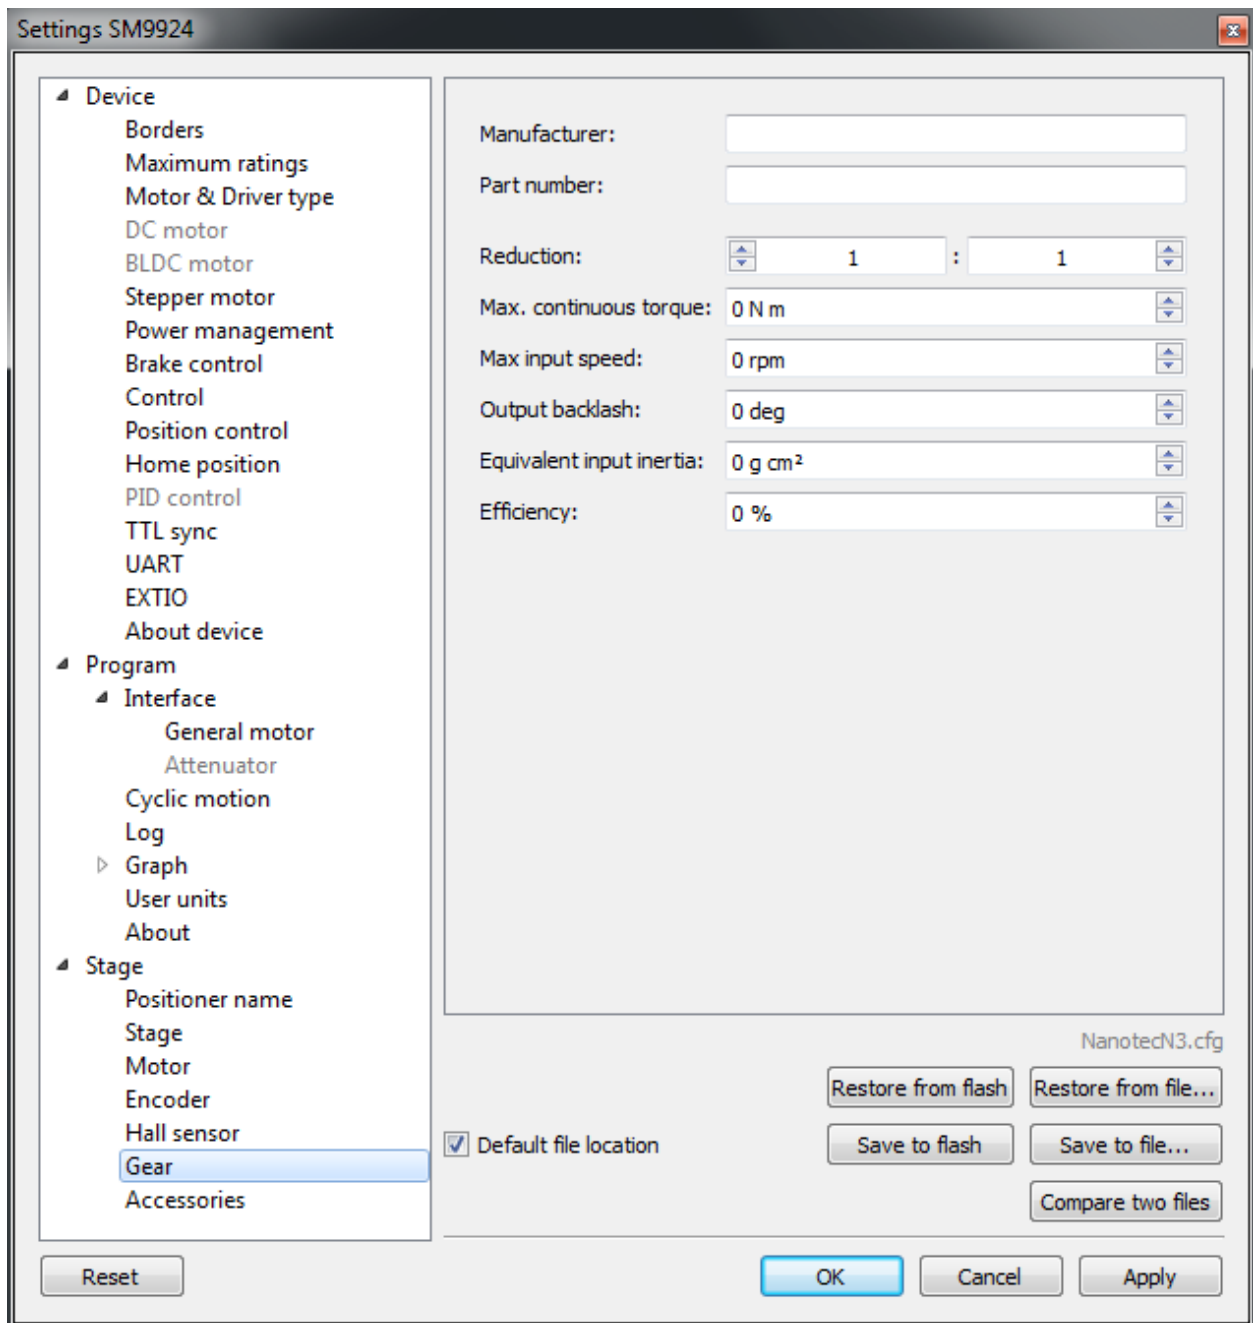 Settings SM9924
Device
Borders
Maximum ratings
Motor & Driver type
DC motor
BLDC motor
Stepper motor
Power management
Brake control
Control
Position control
Home position
PID control
TTL sync
UART
EXTIO
About device
Program
Interface
General motor
Attenuator
Cyclic motion
Log
Graph
User units
About
Stage
Positioner name
Stage
Motor
Encoder
Hall sensor
Gear
Accessories
Manufacturer:
Part number:
Reduction: 1 : 1
Max. continuous torque: 0 N m
Max input speed: 0 rpm
Output backlash: 0 deg
Equivalent input inertia: 0 g cm²
Efficiency: 0 %
NanotecN3.cfg
Restore from flash Restore from file...
Default file location Save to flash Save to file...
Compare two files
Reset OK Cancel Apply